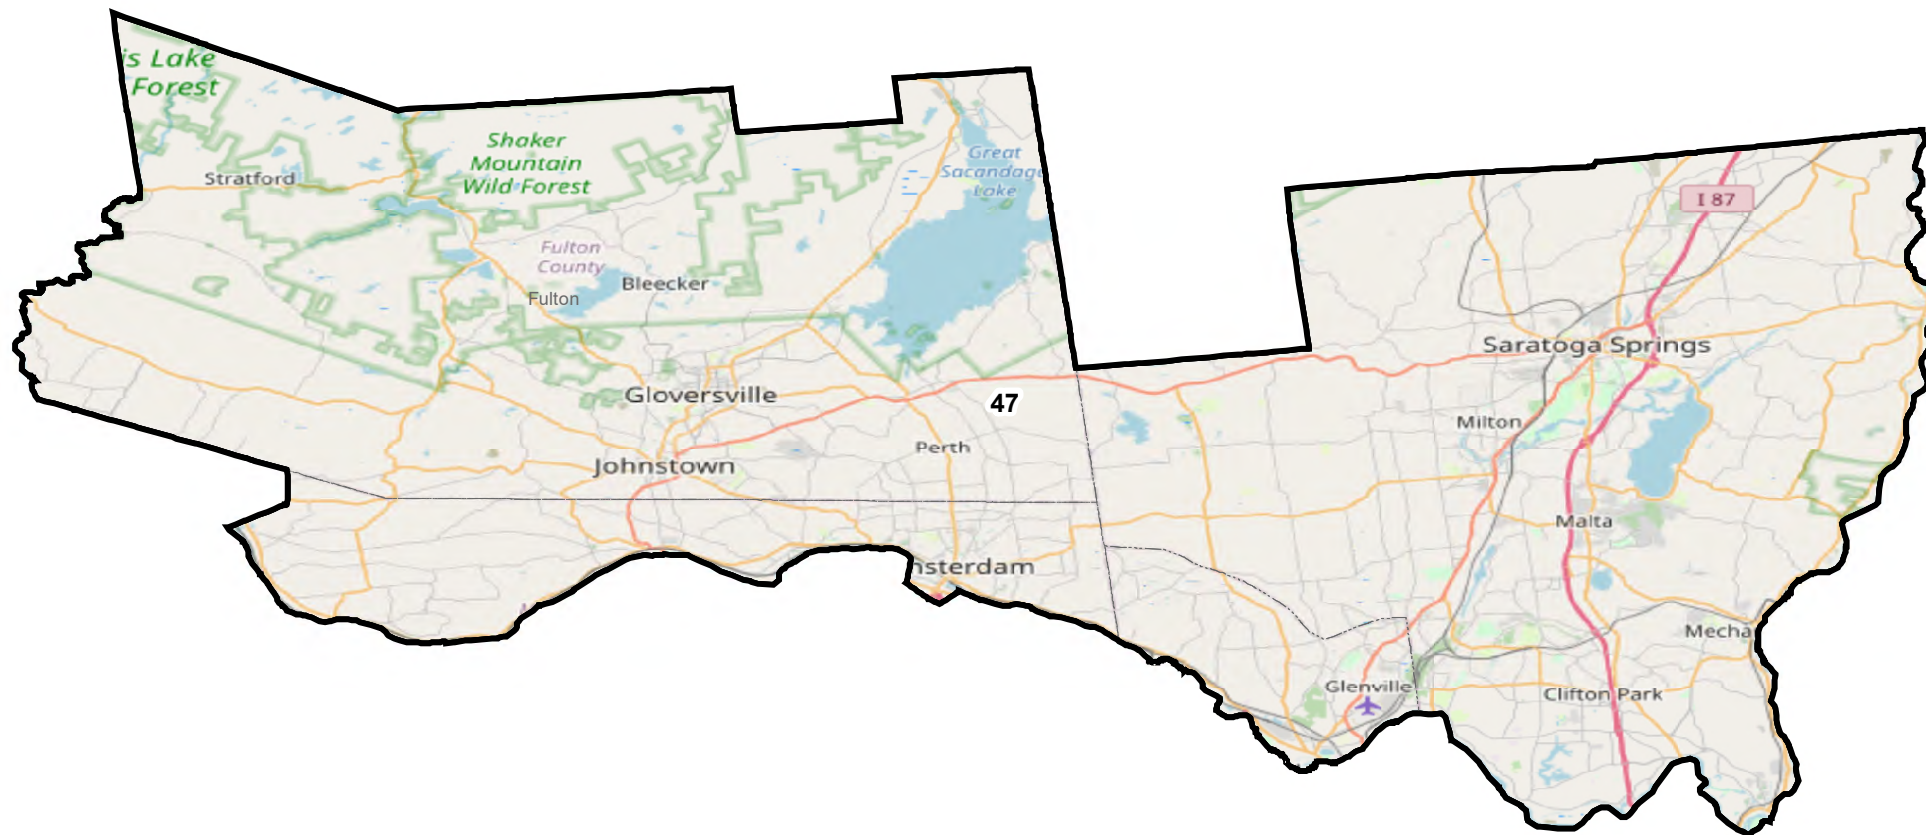 is Lake
Forest
Shaker
Mountain
Wild Forest
Great
Sacandaga
Lake
Stratford
I 87
Fulton
County
Bleecker
Fulton
Saratoga Springs
Gloversville
47
Milton
Perth
Johnstown
Malta
nsterdam
Mecha
Glenville
Clifton Park